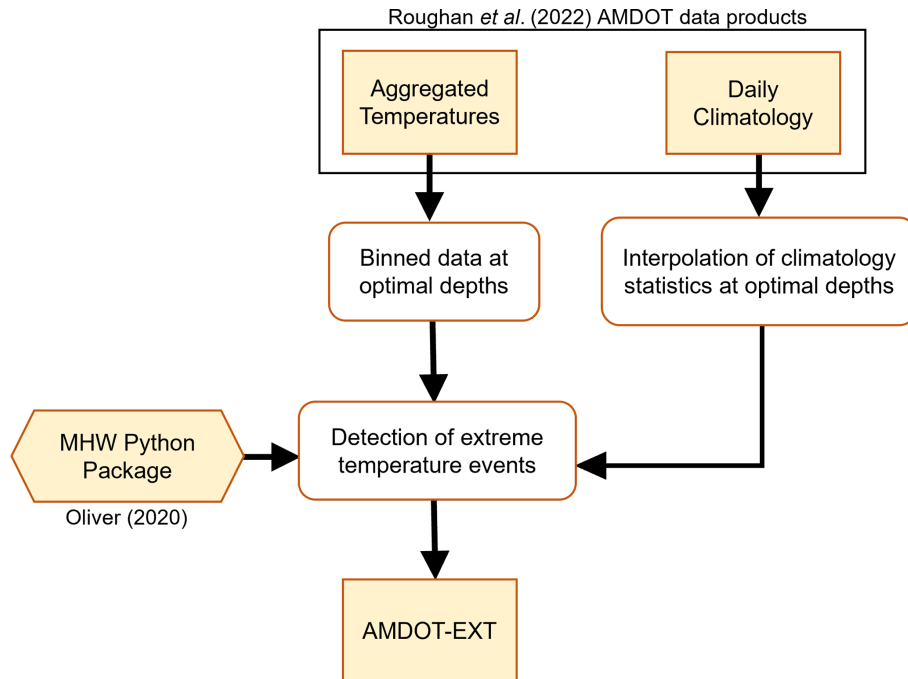 Roughan et al. (2022) AMDOT data products
Aggregated
Temperatures
Daily
Climatology
Binned data at
optimal depths
Interpolation of climatology
statistics at optimal depths
MHW Python
Package
Oliver (2020)
Detection of extreme
temperature events
AMDOT-EXT